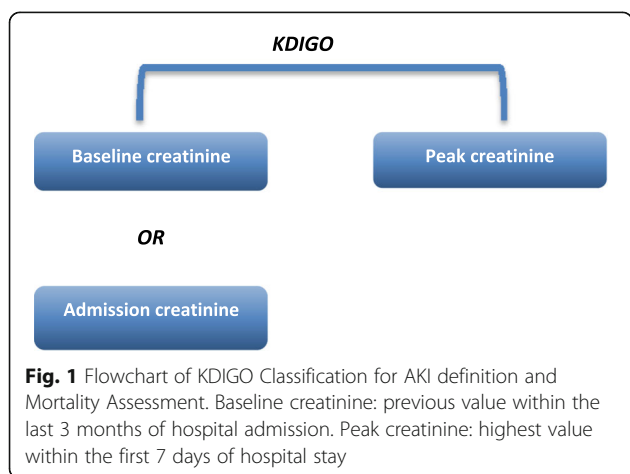 KDIGO
Baseline creatinine
Peak creatinine
OR
Admission creatinine
Fig. 1 Flowchart of KDIGO Classification for AKI definition and
Mortality Assessment. Baseline creatinine: previous value within the
last 3 months of hospital admission. Peak creatinine: highest value
within the first 7 days of hospital stay